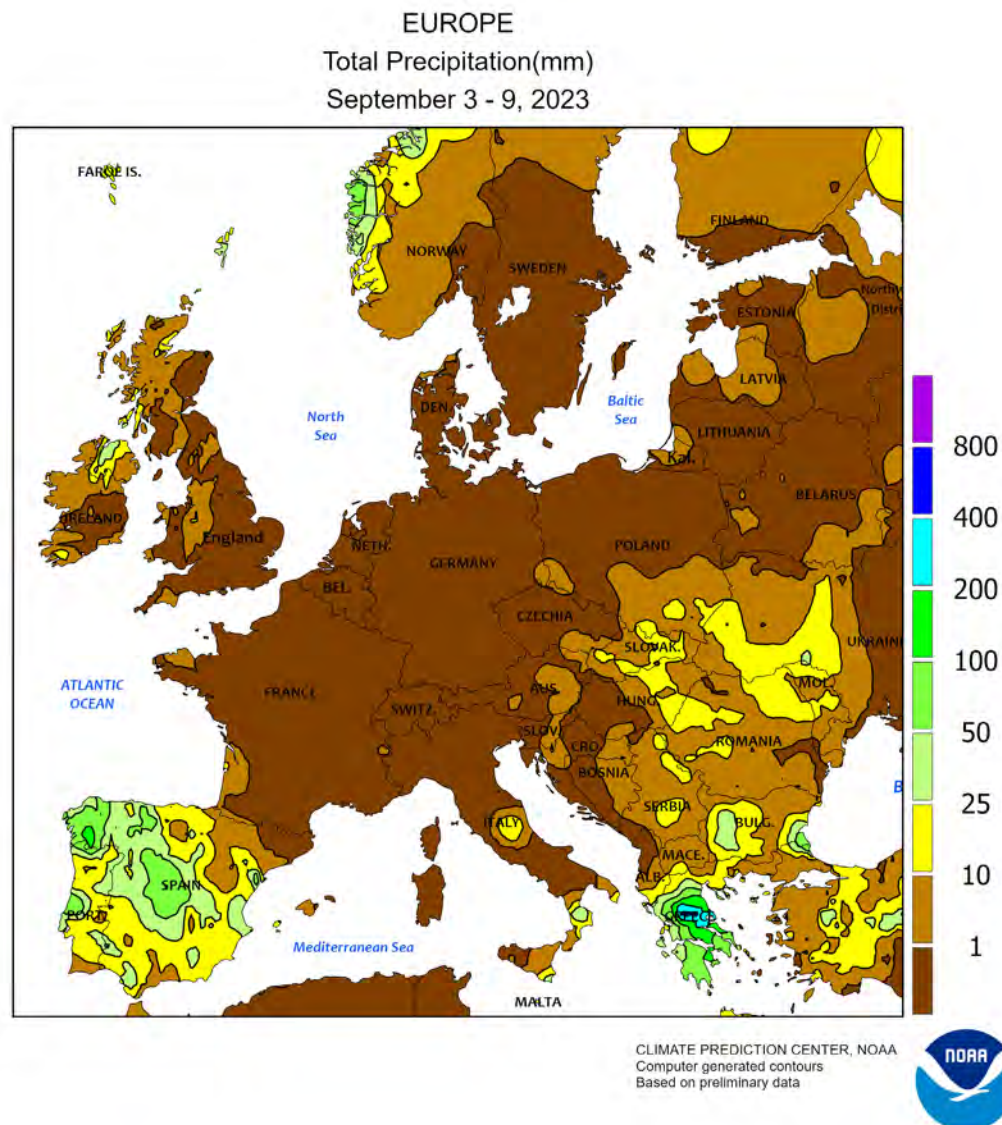 EUROPE
Total Precipitation(mm)
September 3 - 9, 2023
FAROE IS.
FINLAND
NORWAY
SWEDEN
ESTONIA
LATVIA
Baltic
Sea
DEN.
North
Sea
LITHUANIA
Kal.
BELARUS
IRELAND
England
NETH.
POLAND
GERMANY
BEL.
CZECHIA
UKRAINE
SLOVAK.
ATLANTIC
OCEAN
FRANCE
AUS.
MOL.
SWITZ.
HUNG.
SLOV.
ROMANIA
CRO.
BOSNIA
B
SERBIA
ITALY
BULG.
MACE.
ALB.
SPAIN
PORT.
GREECE
Mediterranean Sea
MALTA
800
400
200
100
50
25
10
1
CLIMATE PREDICTION CENTER, NOAA
Computer generated contours
Based on preliminary data
NOAA